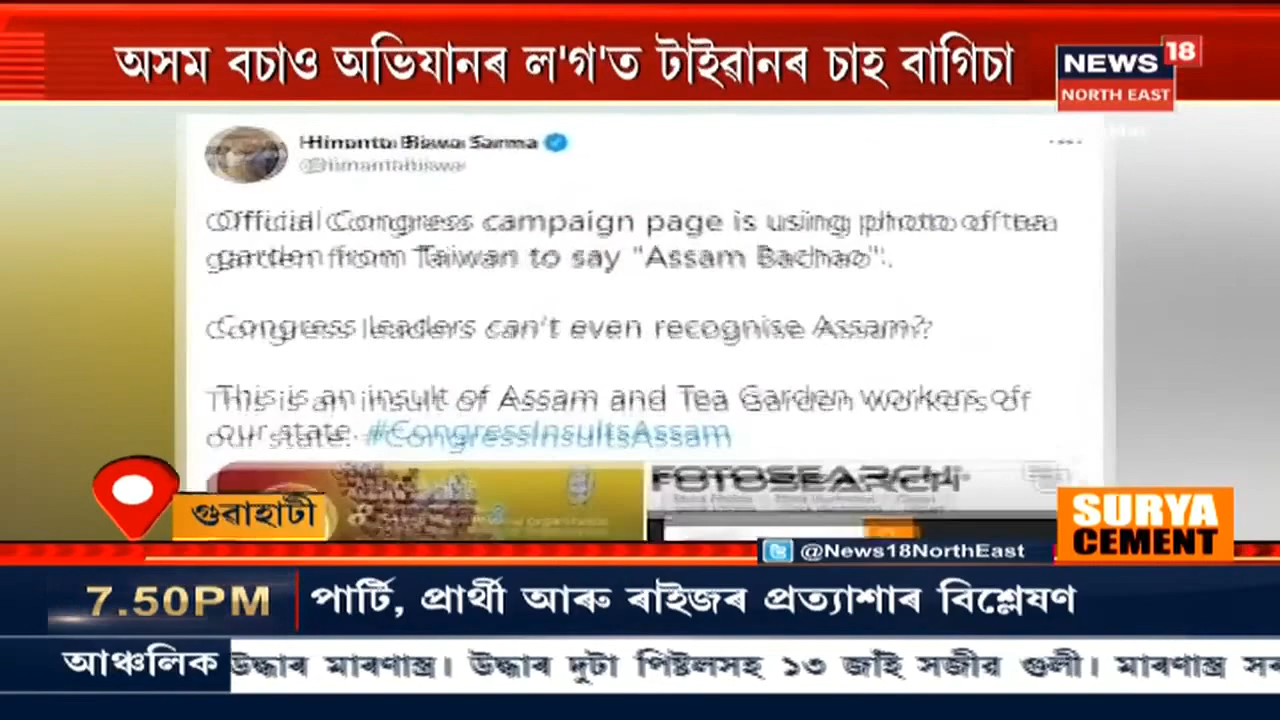 অসম বচাও অভিযানৰ ল'গ'ত টাইৱানৰ চাহ বাগিচা
NEWS 18
NORTH EAST
Himanta Biswa Sarma
@himantabiswa
Official Congress campaign page is using photo of tea
garden from Taiwan to say "Assam Bachao".
Congress leaders can't even recognise Assam?
This is an insult of Assam and Tea Garden workers of
our state. #CongressInsultsAssam
FOTOSEARCH
গুৱাহাটী
SURYA
CEMENT
@News18NorthEast
7.50PM
পাৰ্টি, প্ৰাৰ্থী আৰু ৰাইজৰ প্ৰত্যাশাৰ বিশ্লেষণ
আঞ্চলিক
উদ্ধাৰ মাৰণাস্ত্ৰ। উদ্ধাৰ দুটা পিষ্টলসহ ১৩ জাঁই সজীৱ গুলী। মাৰণাস্ত্ৰ